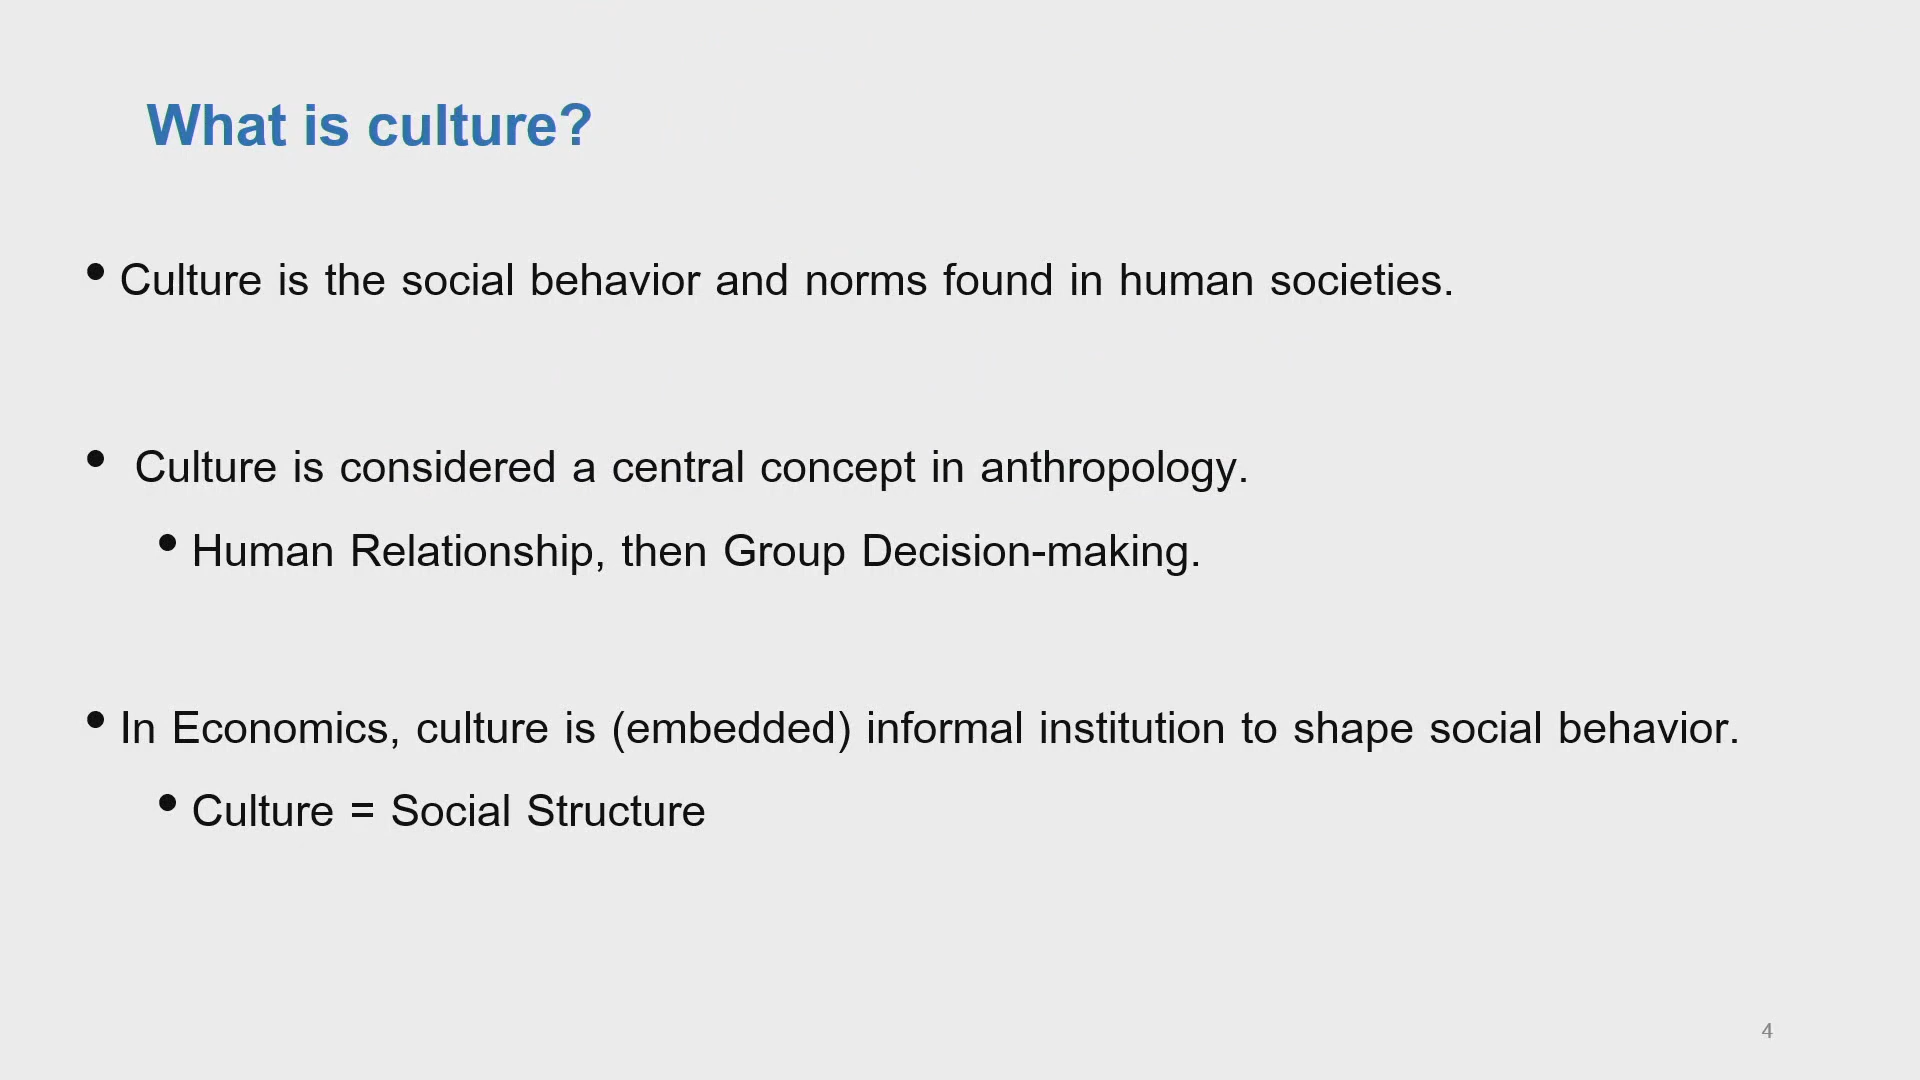 What is culture?
• Culture is the social behavior and norms found in human societies.
• Culture is considered a central concept in anthropology.
• Human Relationship, then Group Decision-making.
• In Economics, culture is (embedded) informal institution to shape social behavior.
• Culture = Social Structure
4